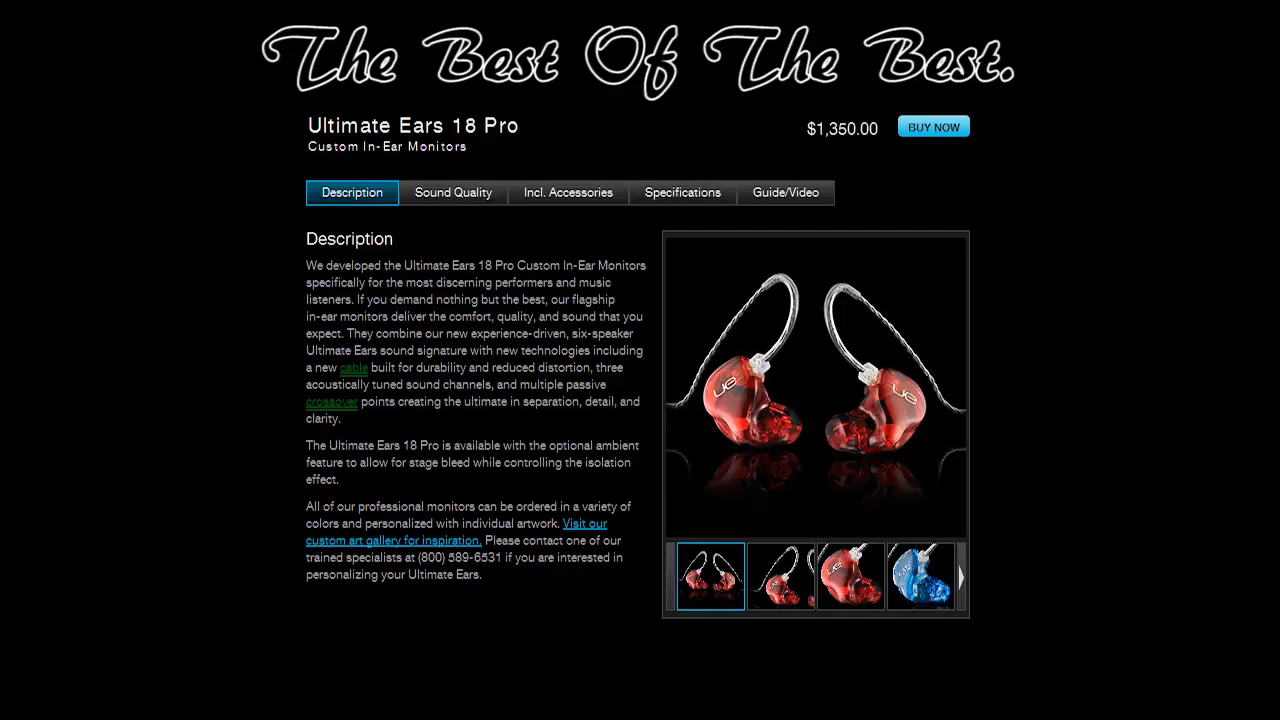 The Best Of The Best.
Ultimate Ears 18 Pro
Custom In-Ear Monitors
$1,350.00
BUY NOW
Description
Sound Quality
Incl. Accessories
Specifications
Guide/Video
Description
We developed the Ultimate Ears 18 Pro Custom In-Ear Monitors
specifically for the most discerning performers and music
listeners. If you demand nothing but the best, our flagship
in-ear monitors deliver the comfort, quality, and sound that you
expect. They combine our new experience-driven, six-speaker
Ultimate Ears sound signature with new technologies including
a new cable built for durability and reduced distortion, three
acoustically tuned sound channels, and multiple passive
crossover points creating the ultimate in separation, detail, and
clarity.
The Ultimate Ears 18 Pro is available with the optional ambient
feature to allow for stage bleed while controlling the isolation
effect.
All of our professional monitors can be ordered in a variety of
colors and personalized with individual artwork. Visit our
custom art gallery for inspiration. Please contact one of our
trained specialists at (800) 589-6531 if you are interested in
personalizing your Ultimate Ears.
UE
UE
UE